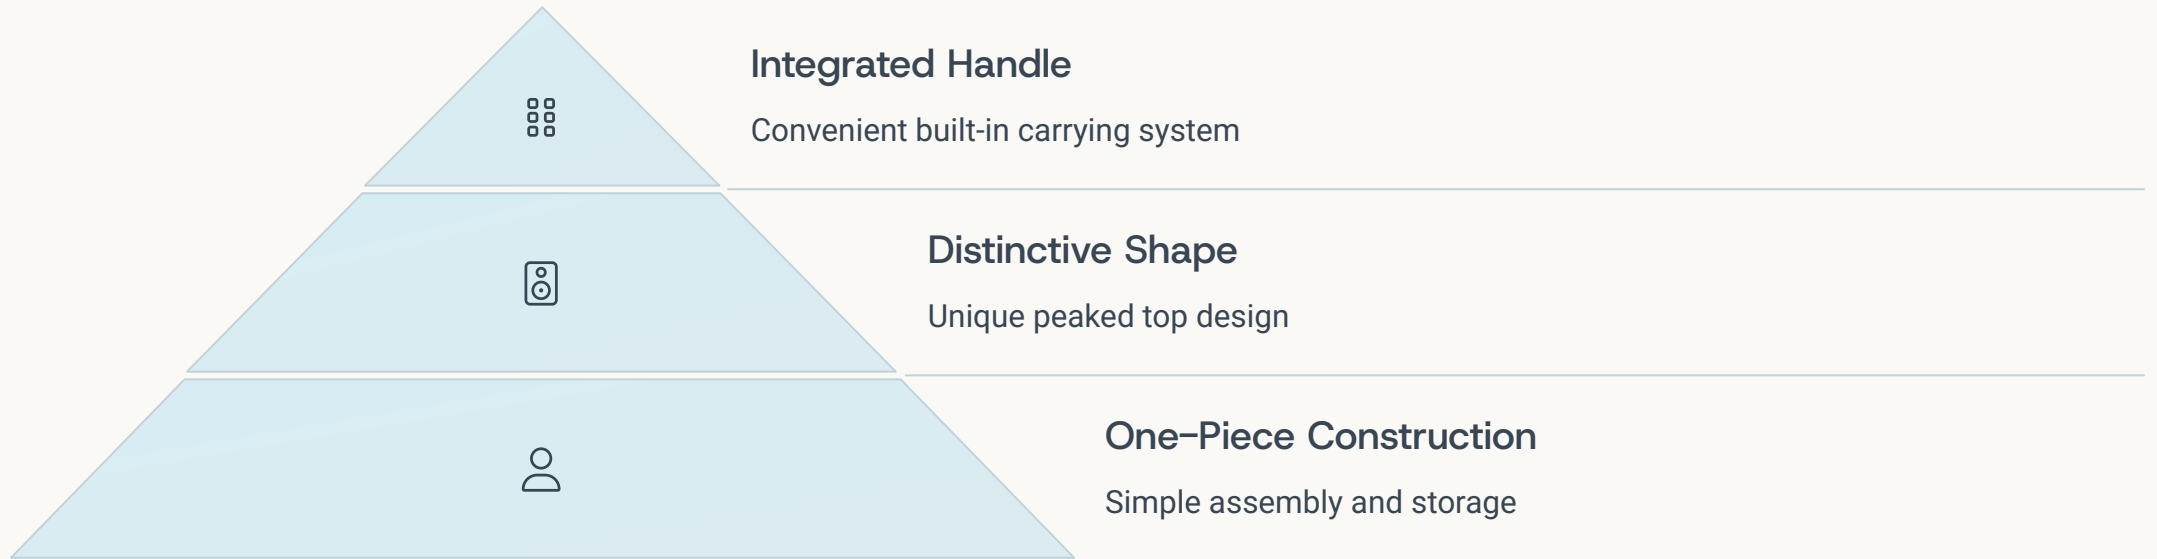 Integrated Handle
Convenient built-in carrying system
Distinctive Shape
Unique peaked top design
One-Piece Construction
Simple assembly and storage